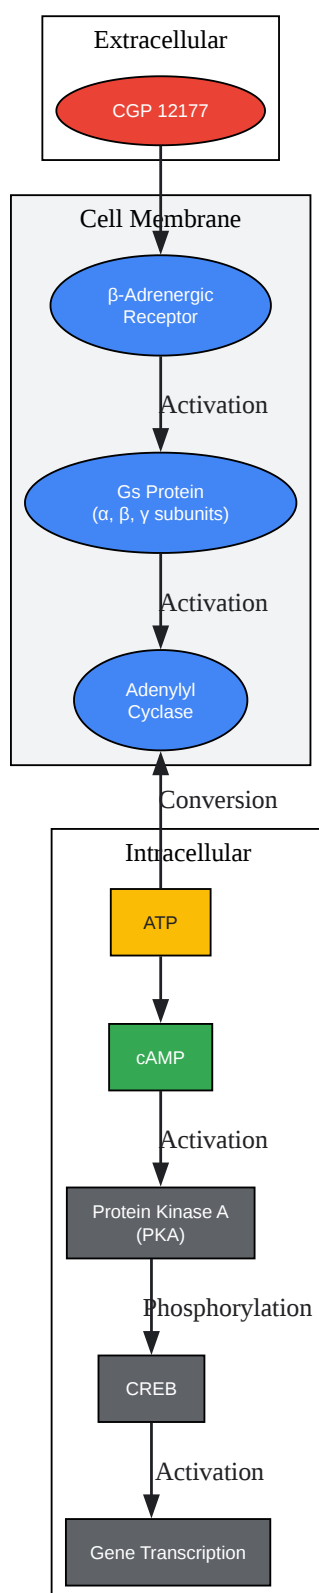 Extracellular
CGP 12177
Cell Membrane
β-Adrenergic
Receptor
Activation
Gs Protein
(α, β, γ subunits)
Activation
Adenylyl
Cyclase
Conversion
Intracellular
ATP
cAMP
Activation
Protein Kinase A
(PKA)
Phosphorylation
CREB
Activation
Gene Transcription